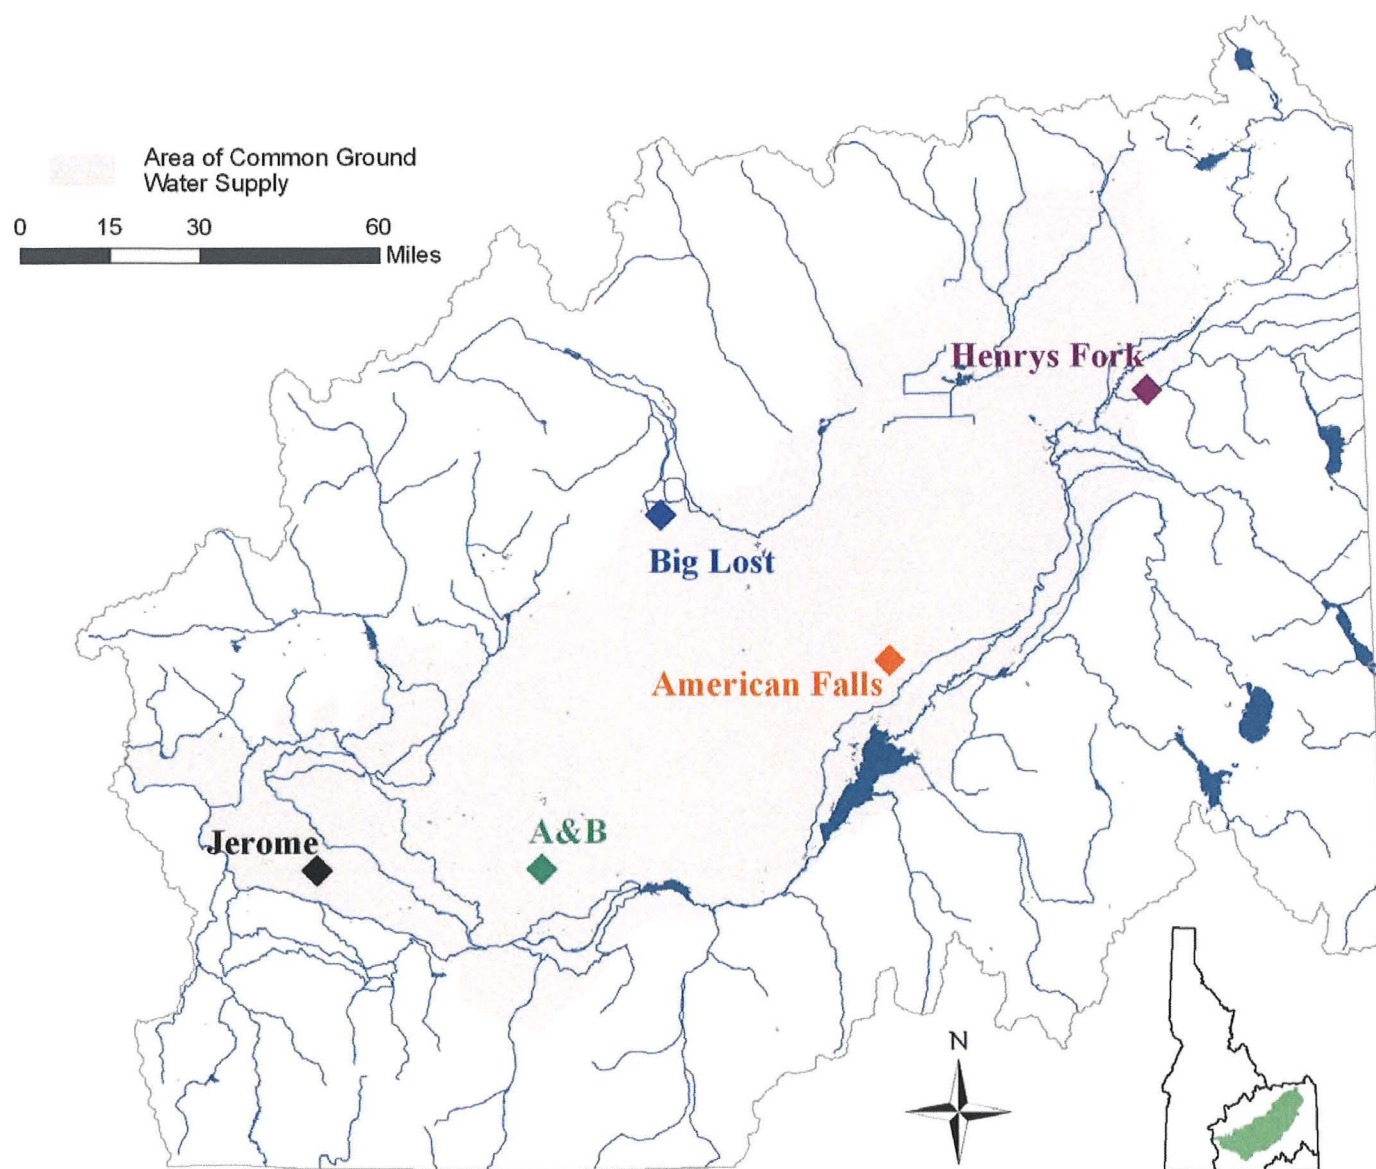 Area of Common Ground
Water Supply
0 15 30 60
Miles
Henrys Fork
Big Lost
American Falls
A&B
Jerome
N